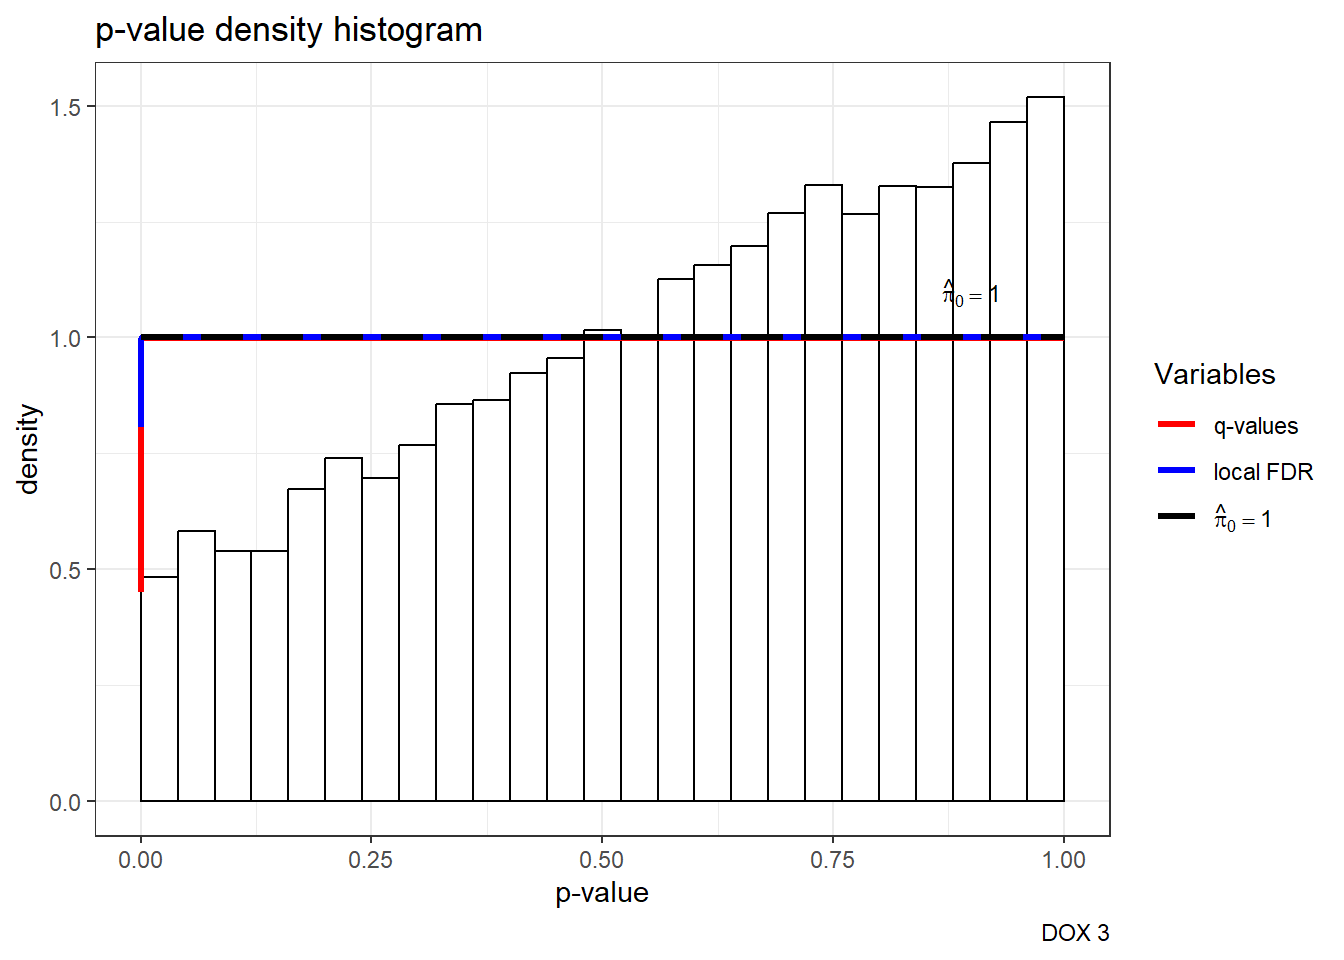 p-value density histogram
1.5
1.0
0.5
0.0
density
π̂₀ = 1
0.00 0.25 0.50 0.75 1.00
p-value
Variables
q-values
local FDR
π̂₀ = 1
DOX 3